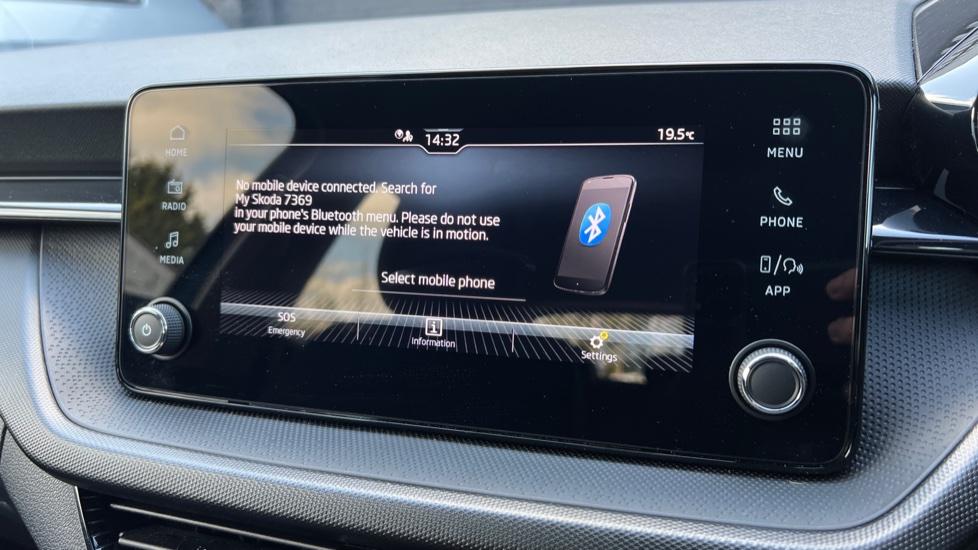 14:32
19.5°C
HOME
RADIO
MEDIA
No mobile device connected. Search for
My Skoda 7369
in your phone's Bluetooth menu. Please do not use
your mobile device while the vehicle is in motion.
Select mobile phone
SOS
Emergency
i
Information
Settings
MENU
PHONE
/
APP